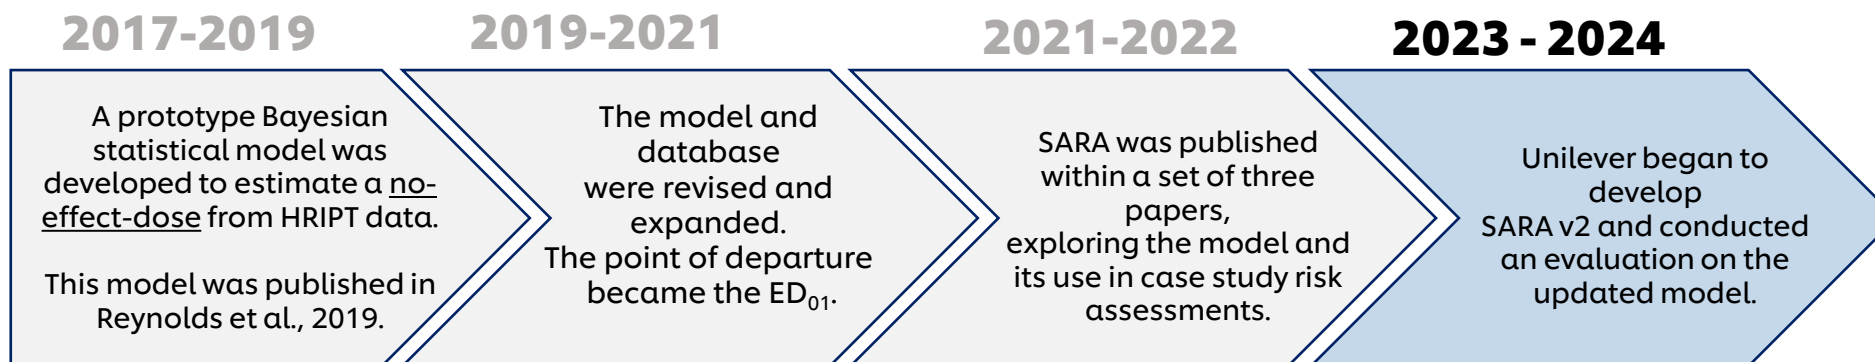 2017-2019
A prototype Bayesian
statistical model was
developed to estimate a no-
effect-dose from HRIPT data.
This model was published in
Reynolds et al., 2019.
2019-2021
The model and
database
were revised and
expanded.
The point of departure
became the ED01.
2021-2022
SARA was published
within a set of three
papers,
exploring the model and
its use in case study risk
assessments.
2023 - 2024
Unilever began to
develop
SARA v2 and conducted
an evaluation on the
updated model.